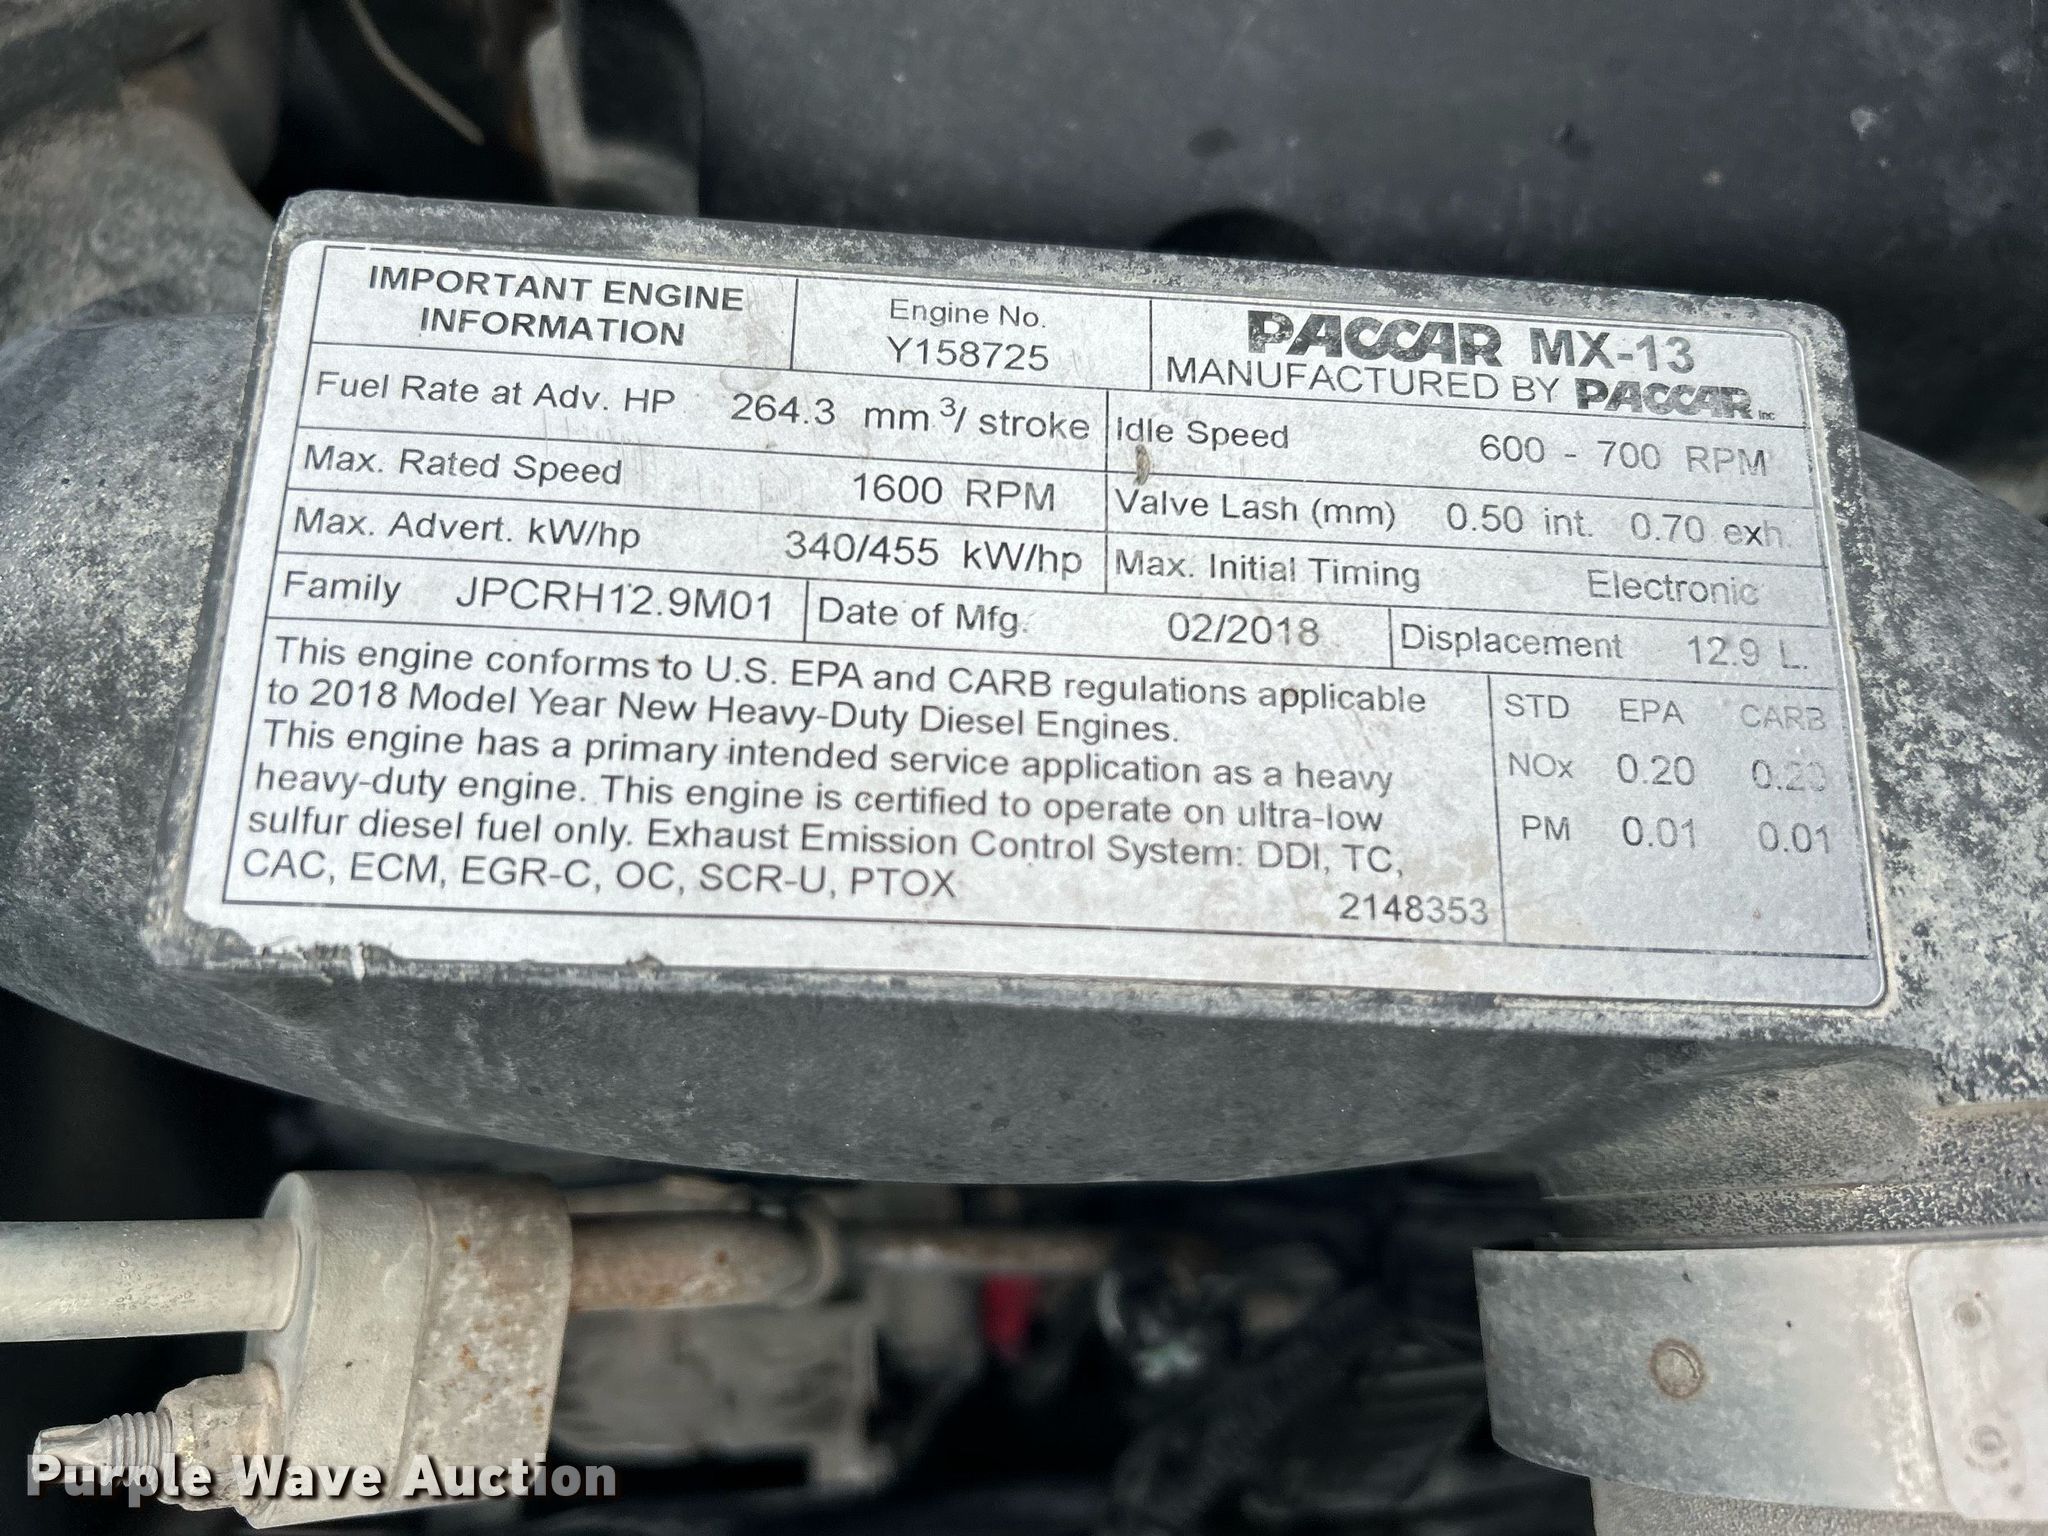 IMPORTANT ENGINE
INFORMATION
Engine No.
Y158725
PACCAR MX-13
MANUFACTURED BY PACCAR Inc
Fuel Rate at Adv. HP 264.3 mm³/ stroke
Idle Speed 600 - 700 RPM
Max. Rated Speed 1600 RPM
Valve Lash (mm) 0.50 int. 0.70 exh.
Max. Advert. kW/hp 340/455 kW/hp
Max. Initial Timing Electronic
Family JPCRH12.9M01
Date of Mfg. 02/2018
Displacement 12.9 L.
This engine conforms to U.S. EPA and CARB regulations applicable
to 2018 Model Year New Heavy-Duty Diesel Engines.
This engine has a primary intended service application as a heavy
heavy-duty engine. This engine is certified to operate on ultra-low
sulfur diesel fuel only. Exhaust Emission Control System: DDI, TC,
CAC, ECM, EGR-C, OC, SCR-U, PTOX
2148353
STD EPA CARB
NOx 0.20 0.20
PM 0.01 0.01
Purple Wave Auction